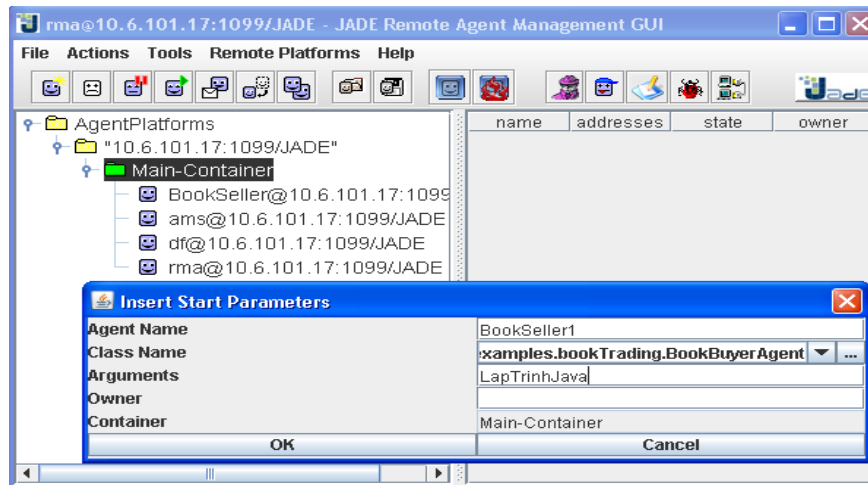 rma@10.6.101.17:1099/JADE - JADE Remote Agent Management GUI
File Actions Tools Remote Platforms Help
Jade
AgentPlatforms
"10.6.101.17:1099/JADE"
Main-Container
BookSeller@10.6.101.17:1099
ams@10.6.101.17:1099/JADE
df@10.6.101.17:1099/JADE
rma@10.6.101.17:1099/JADE
name addresses state owner
Insert Start Parameters
Agent Name BookSeller1
Class Name xamples.bookTrading.BookBuyerAgent ...
Arguments LapTrinhJava
Owner
Container Main-Container
OK Cancel